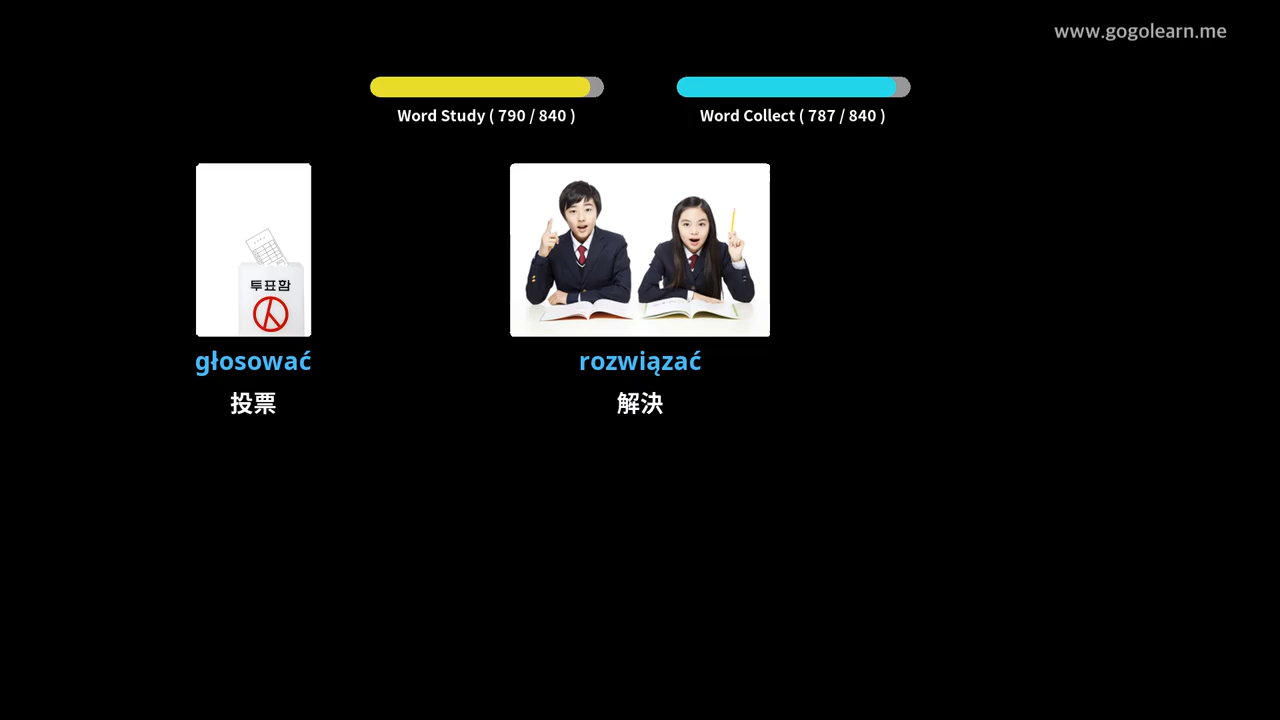 www.gogolearn.me
Word Study ( 790 / 840 )
Word Collect ( 787 / 840 )
투표함
głosować
投票
rozwiązać
解決